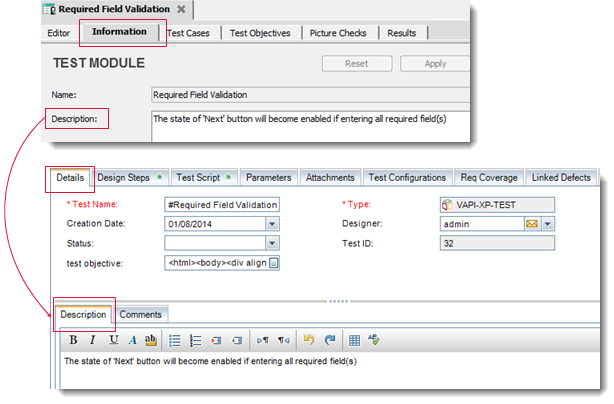 Required Field Validation
Editor Information Test Cases Test Objectives Picture Checks Results
TEST MODULE Reset Apply
Name: Required Field Validation
Description: The state of 'Next' button will become enabled if entering all required field(s)
Details Design Steps Test Script Parameters Attachments Test Configurations Req Coverage Linked Defects
* Test Name: #Required Field Validation * Type: VAPI-XP-TEST
Creation Date: 01/08/2014 Designer: admin
Status: Test ID: 32
test objective: <html><body><div align
Description Comments
B I U A ab
The state of 'Next' button will become enabled if entering all required field(s)